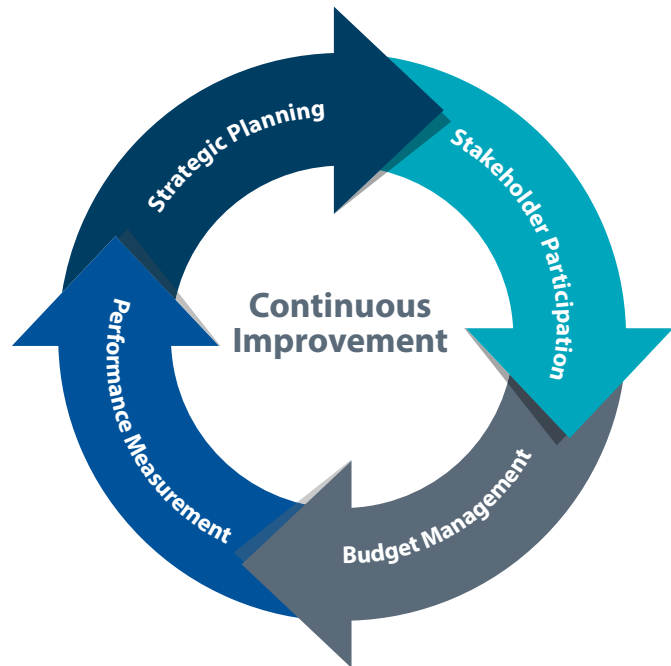 Strategic Planning
Stakeholder Participation
Continuous
Improvement
Performance Measurement
Budget Management